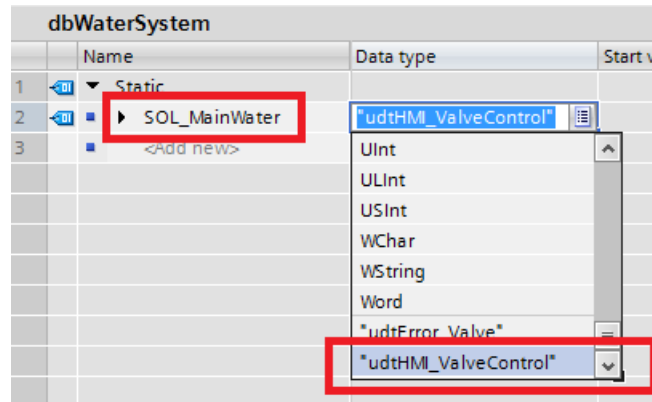 dbWaterSystem
Name Data type Start v
1 Static
2 SOL_MainWater "udtHMI_ValveControl"
3 <Add new> UInt
ULInt
USInt
WChar
WString
Word
"udtError_Valve"
"udtHMI_ValveControl"